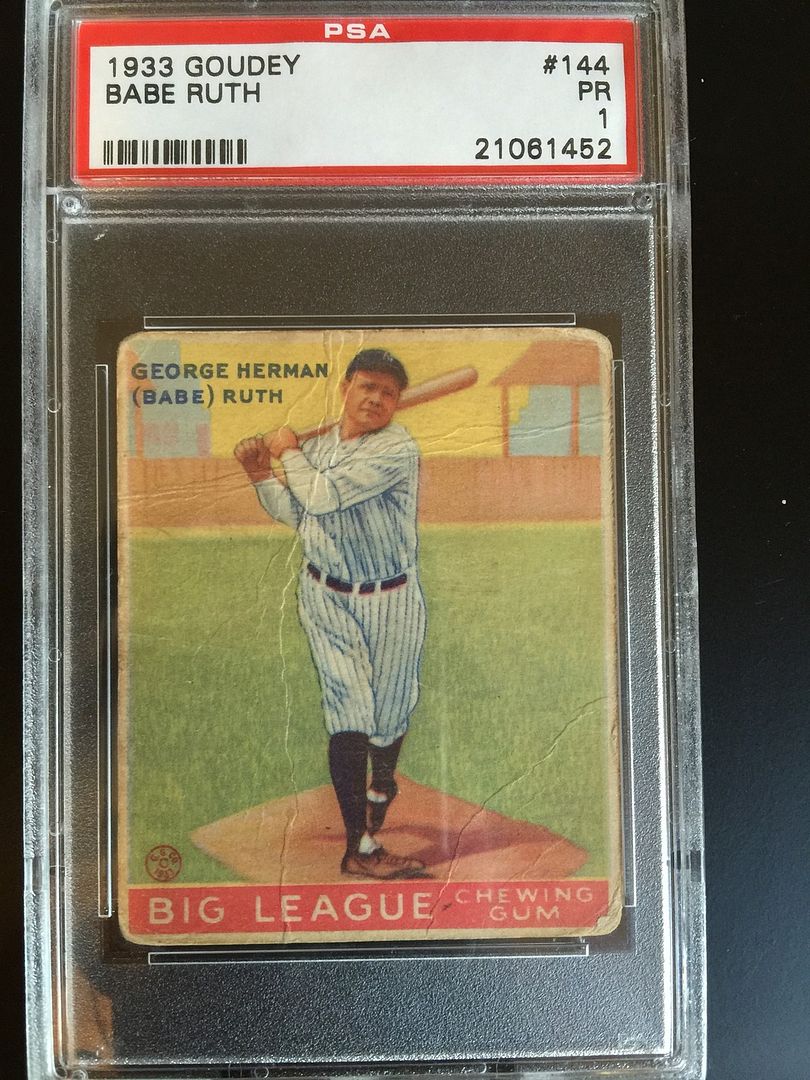 PSA
1933 GOUDEY #144
BABE RUTH PR
1
21061452
GEORGE HERMAN
(BABE) RUTH
BIG LEAGUE CHEWING
GUM